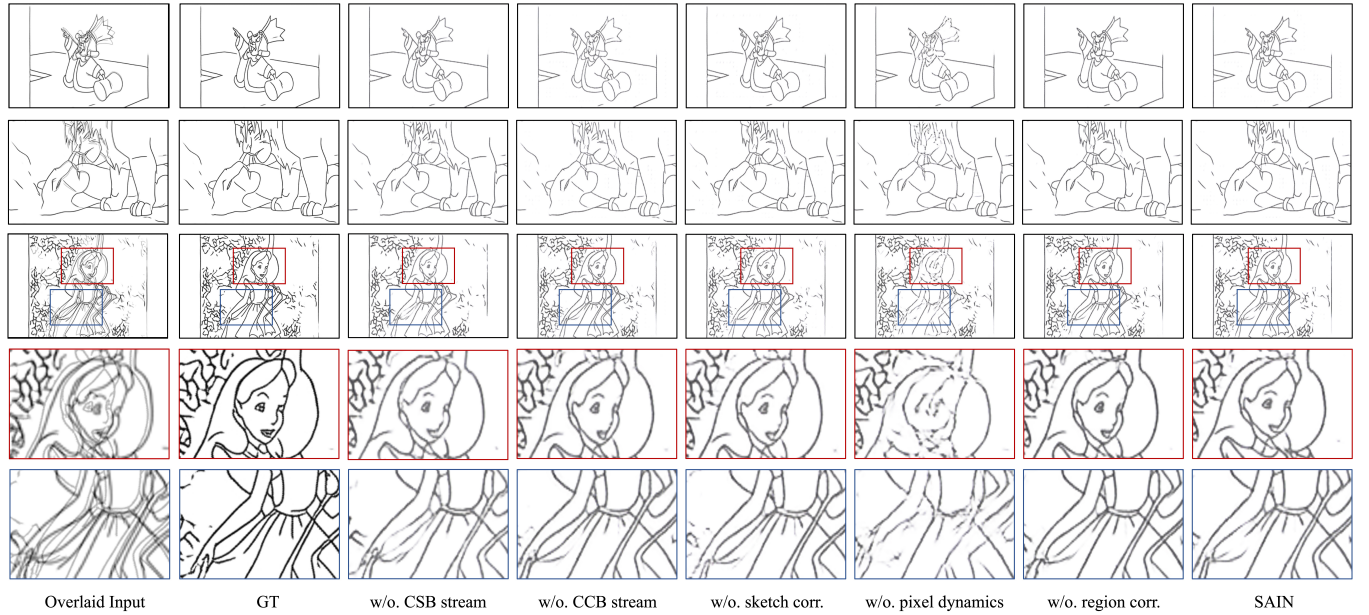 Overlaid Input GT w/o. CSB stream w/o. CCB stream w/o. sketch corr. w/o. pixel dynamics w/o. region corr. SAIN